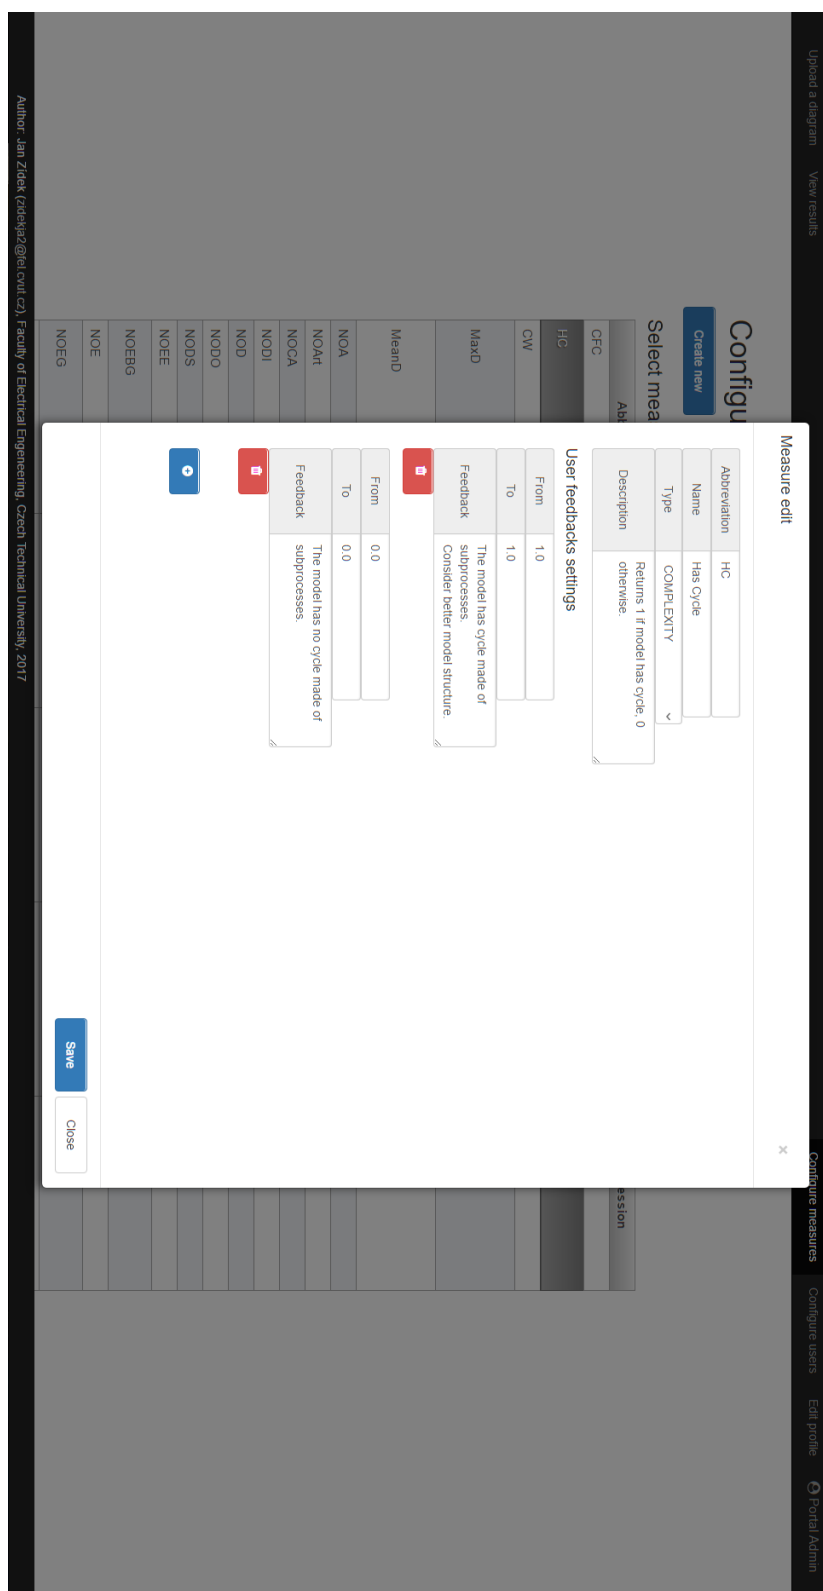 Upload a diagram
View results
Configure measures
Configure users
Edit profile
Portal Admin
Configu
Create new
Select mea
Abb
ession
CFC
HC
CW
MaxD
MeanD
NOA
NOArt
NOCA
NODI
NOD
NODO
NODS
NOEE
NOEBG
NOE
NOEG
Measure edit
×
Abbreviation HC
Name Has Cycle
Type COMPLEXITY
Description
Returns 1 if model has cycle, 0
otherwise.
User feedbacks settings
From 1.0
To 1.0
Feedback
The model has cycle made of
subprocesses.
Consider better model structure.
From 0.0
To 0.0
Feedback
The model has no cycle made of
subprocesses.
Save
Close
Author: Jan Zidek (zidekja2@fel.cvut.cz), Faculty of Electrical Engeneering, Czech Technical University, 2017